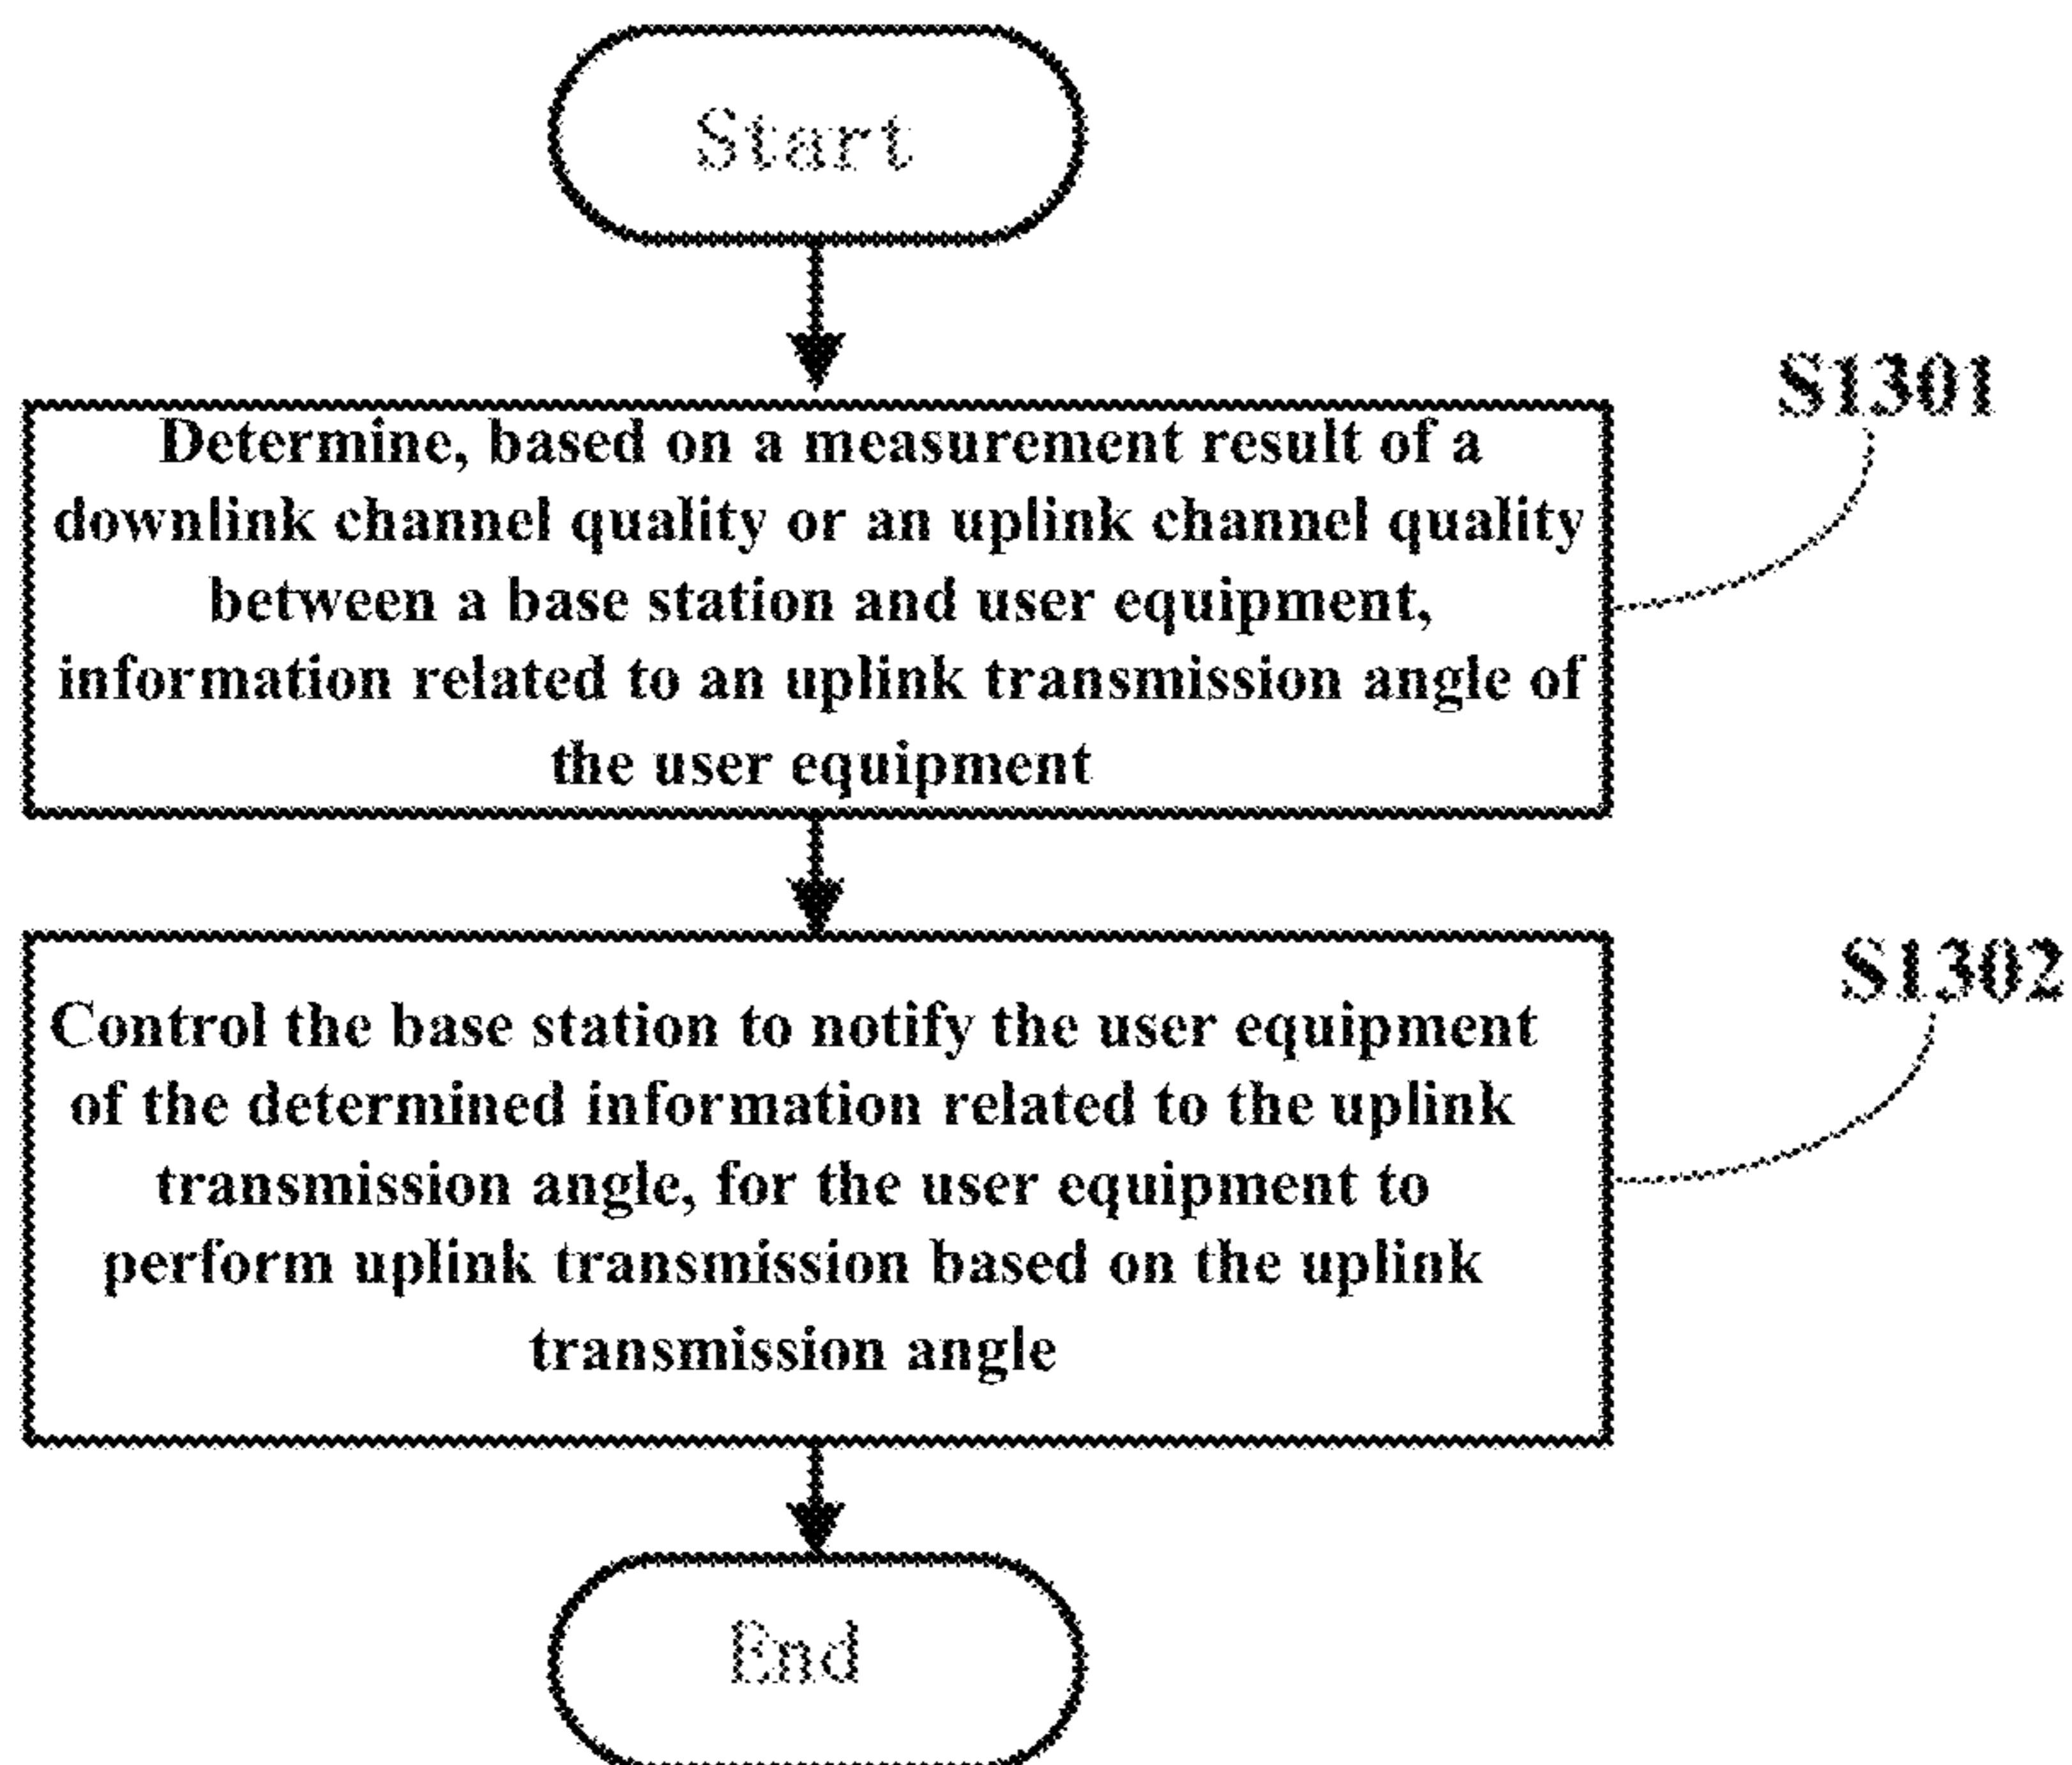 Start
S1301
Determine, based on a measurement result of a
downlink channel quality or an uplink channel quality
between a base station and user equipment,
information related to an uplink transmission angle of
the user equipment
S1302
Control the base station to notify the user equipment
of the determined information related to the uplink
transmission angle, for the user equipment to
perform uplink transmission based on the uplink
transmission angle
End